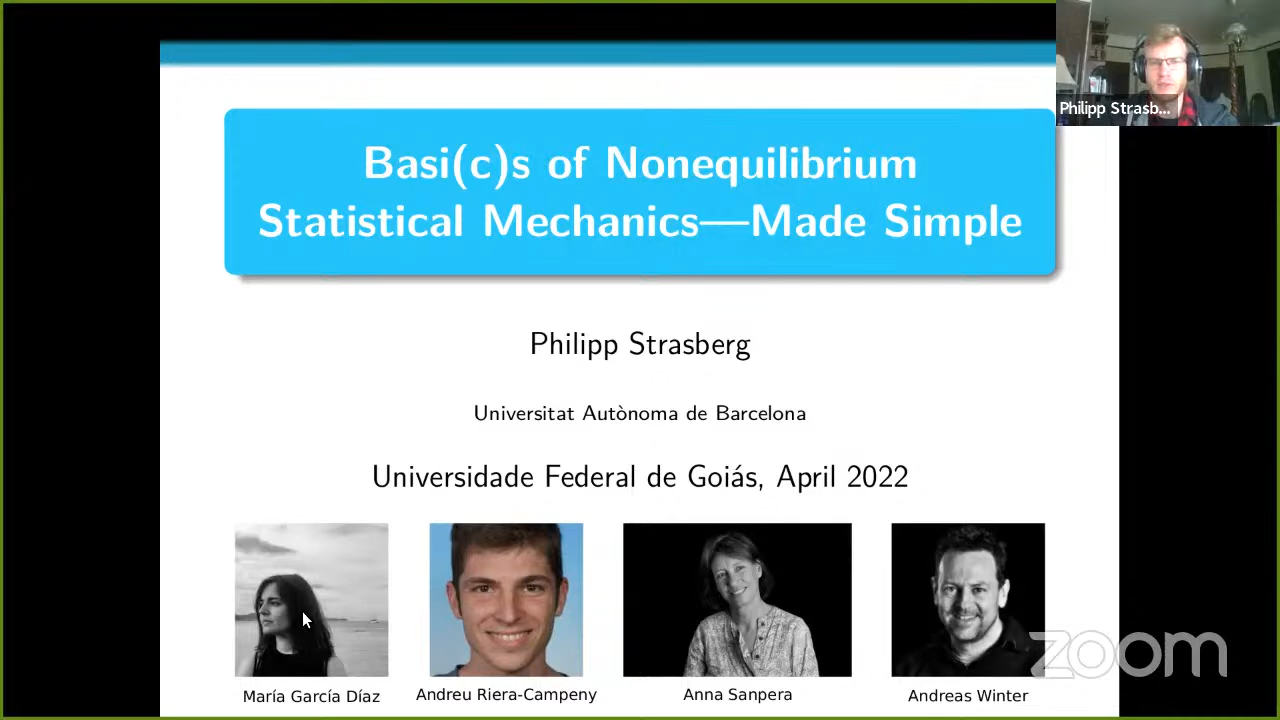 Philipp Strasb...
Basi(c)s of Nonequilibrium
Statistical Mechanics—Made Simple
Philipp Strasberg
Universitat Autònoma de Barcelona
Universidade Federal de Goiás, April 2022
María García Díaz
Andreu Riera-Campeny
Anna Sanpera
Andreas Winter
zoom